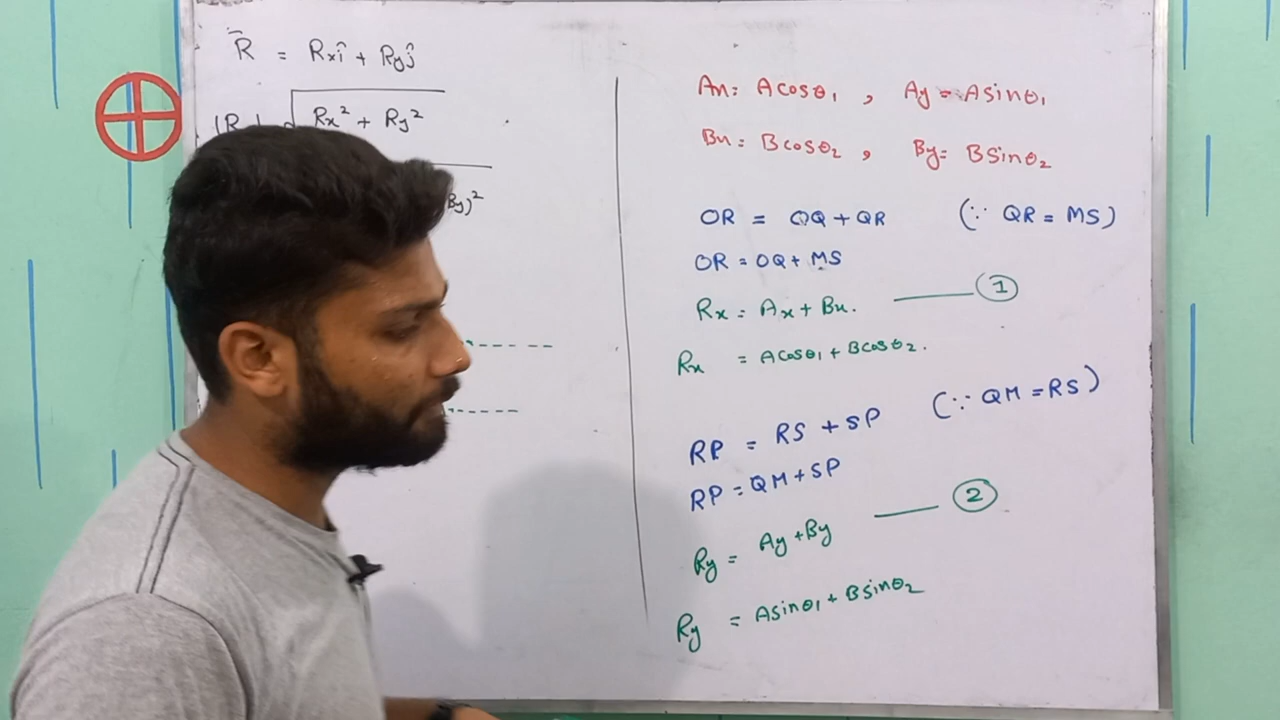 R̄ = Rxî + Ryĵ
|R| √Rx² + Ry²
By)²
Ax = Acosθ₁ , Ay = Asinθ₁
Bx = Bcosθ₂ , By = Bsinθ₂
OR = OQ + QR (∵ QR = MS)
OR = OQ + MS
Rx = Ax + Bx. ——— ①
Rx = Acosθ₁ + Bcosθ₂.
RP = RS + SP (∵ QM = RS)
RP = QM + SP
Ry = Ay + By ——— ②
Ry = Asinθ₁ + Bsinθ₂